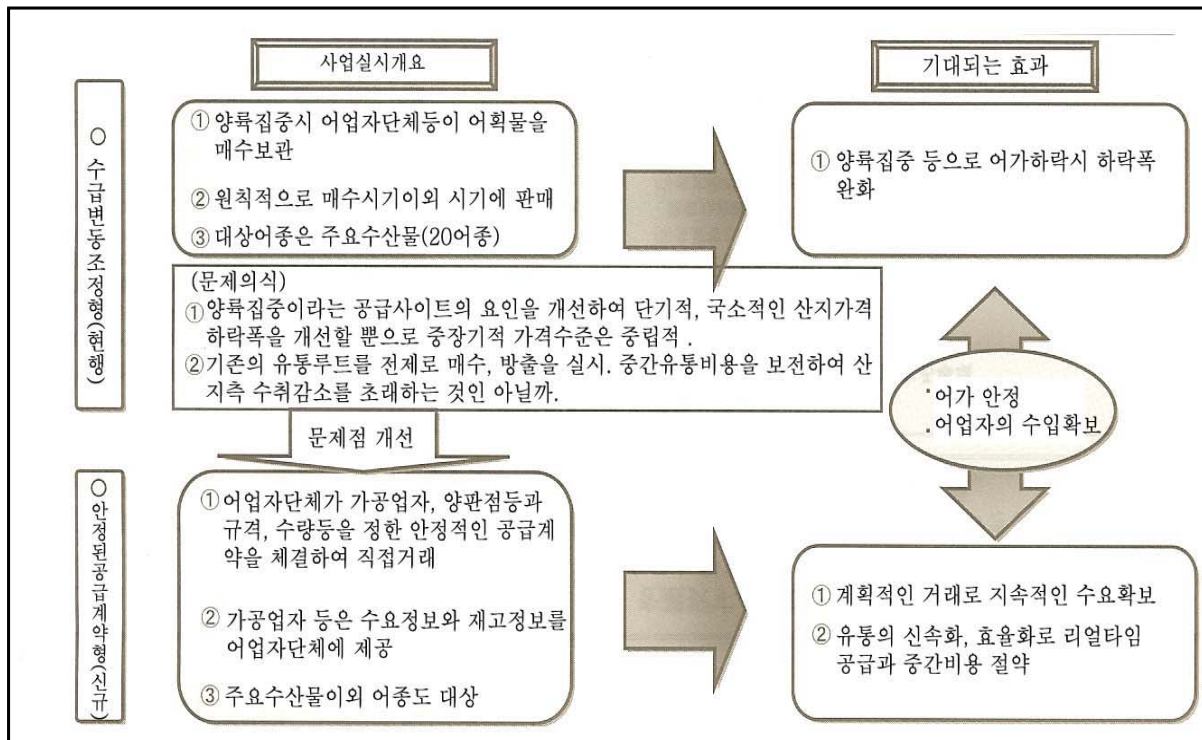 사업실시개요
기대되는 효과
○ 수급변동조정형(현행)
① 양륙집중시 어업자단체등이 어획물을
매수보관
② 원칙적으로 매수시기이외 시기에 판매
③ 대상어종은 주요수산물(20어종)
① 양륙집중 등으로 어가하락시 하락폭
완화
(문제의식)
① 양륙집중이라는 공급사이트의 요인을 개선하여 단기적, 국소적인 산지가격
하락폭을 개선할 뿐으로 중장기적 가격수준은 중립적 .
② 기존의 유통루트를 전제로 매수, 방출을 실시. 중간유통비용을 보전하여 산
지측 수취감소를 초래하는 것인 아닐까.
·어가 안정
·어업자의 수입확보
문제점 개선
○ 안정된공급계약형(신규)
① 어업자단체가 가공업자, 양판점등과
규격, 수량등을 정한 안정적인 공급계
약을 체결하여 직접거래
② 가공업자 등은 수요정보와 재고정보를
어업자단체에 제공
③ 주요수산물이외 어종도 대상
① 계획적인 거래로 지속적인 수요확보
② 유통의 신속화, 효율화로 리얼타임
공급과 중간비용 절약